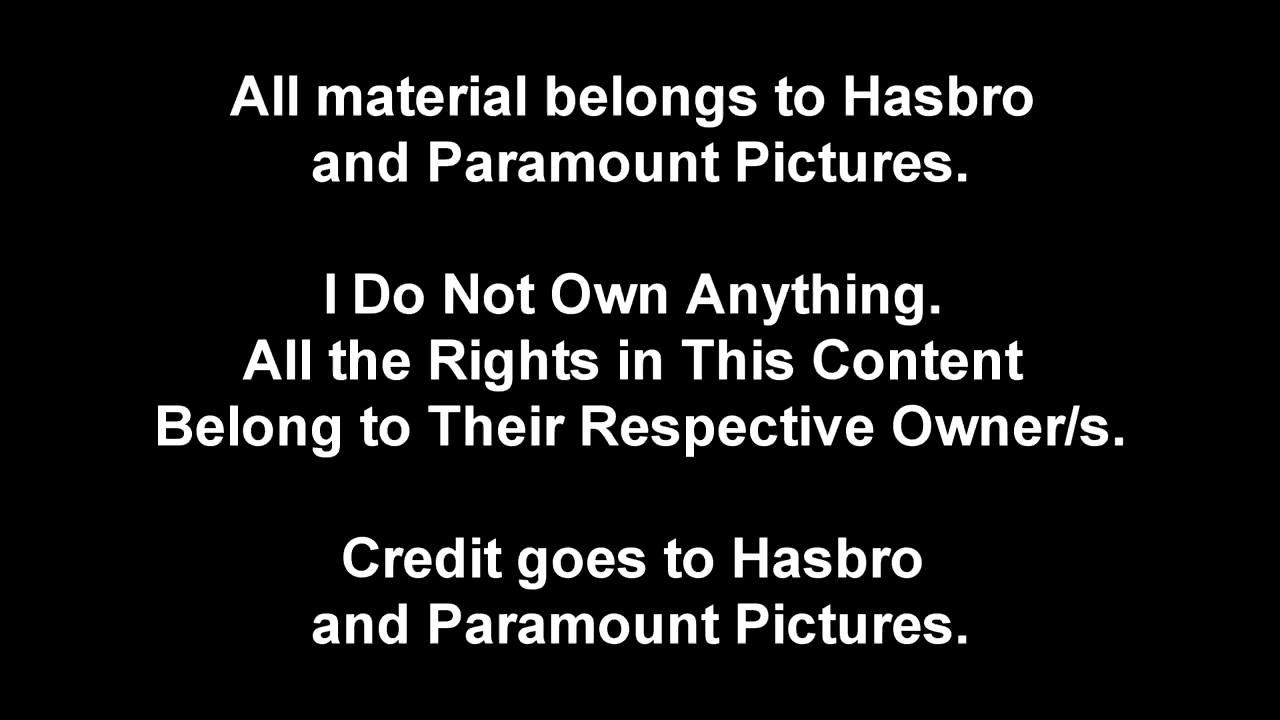 All material belongs to Hasbro
and Paramount Pictures.
I Do Not Own Anything.
All the Rights in This Content
Belong to Their Respective Owner/s.
Credit goes to Hasbro
and Paramount Pictures.